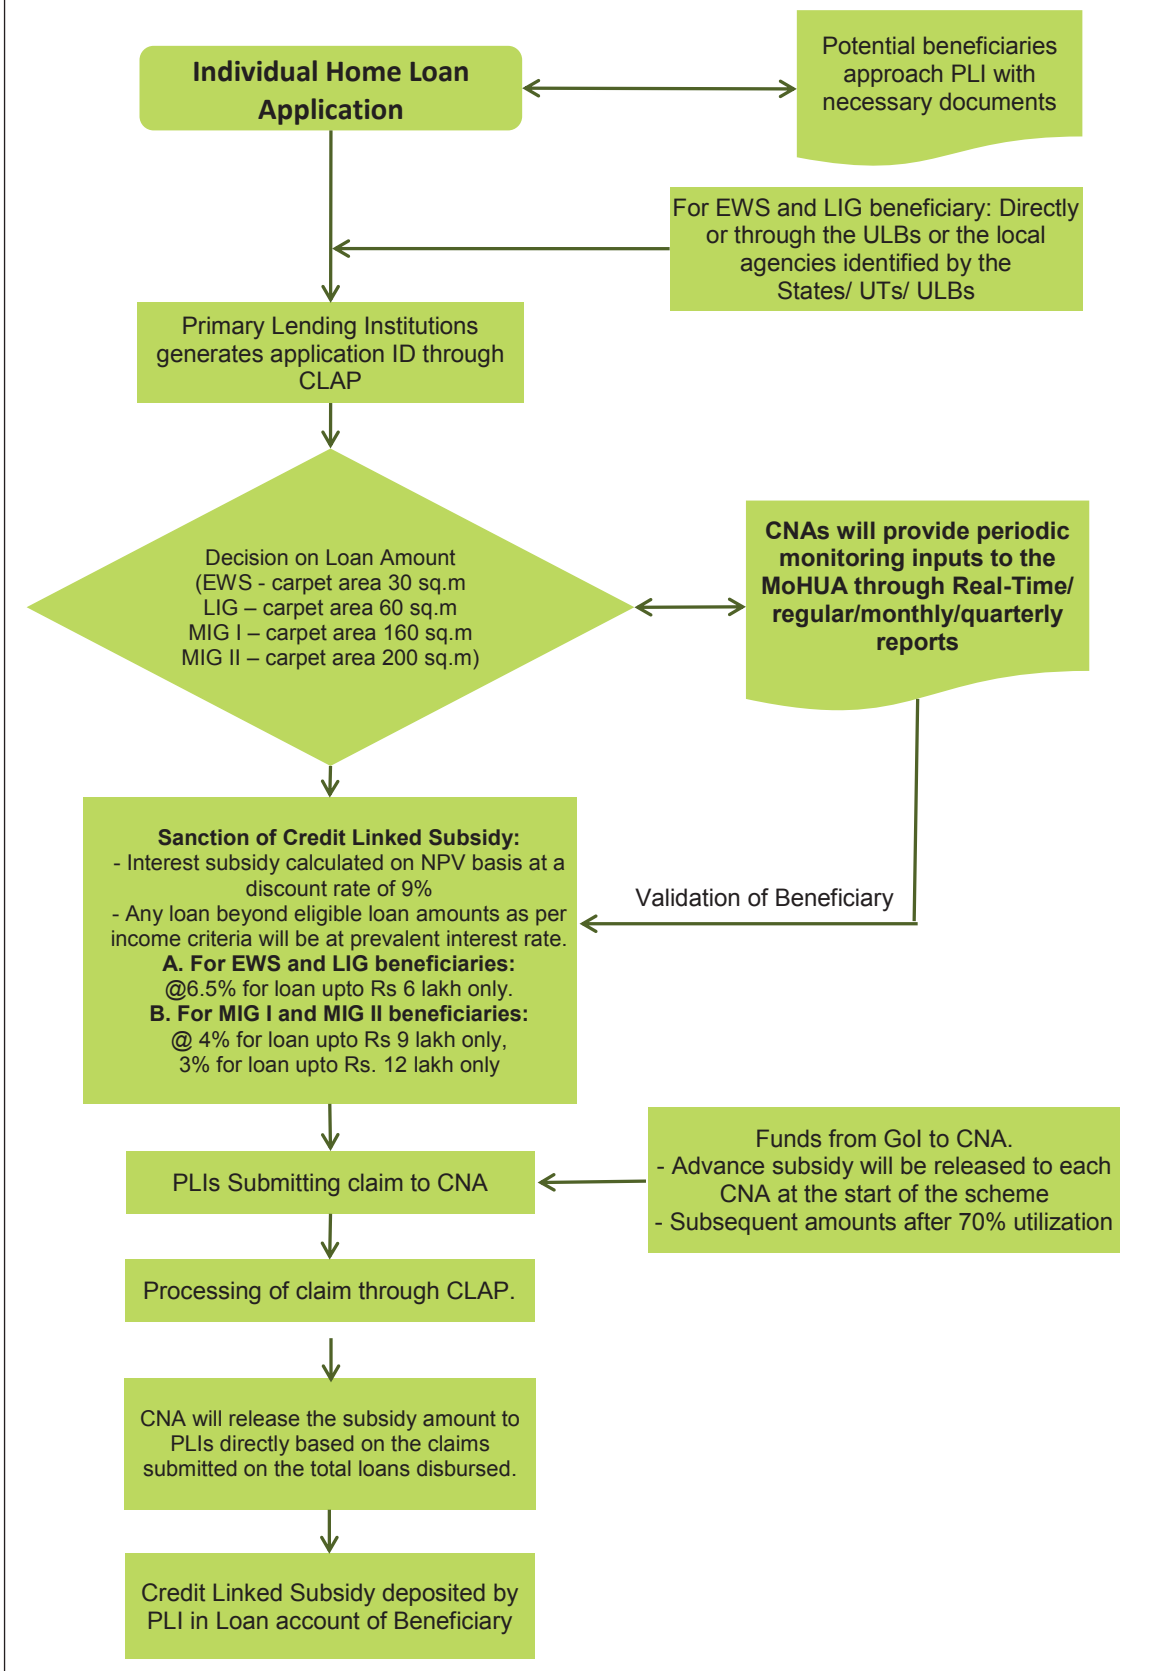 Individual Home Loan
Application
Potential beneficiaries
approach PLI with
necessary documents
For EWS and LIG beneficiary: Directly
or through the ULBs or the local
agencies identified by the
States/ UTs/ ULBs
Primary Lending Institutions
generates application ID through
CLAP
Decision on Loan Amount
(EWS - carpet area 30 sq.m
LIG – carpet area 60 sq.m
MIG I – carpet area 160 sq.m
MIG II – carpet area 200 sq.m)
CNAs will provide periodic
monitoring inputs to the
MoHUA through Real-Time/
regular/monthly/quarterly
reports
Sanction of Credit Linked Subsidy:
- Interest subsidy calculated on NPV basis at a
discount rate of 9%
- Any loan beyond eligible loan amounts as per
income criteria will be at prevalent interest rate.
A. For EWS and LIG beneficiaries:
@6.5% for loan upto Rs 6 lakh only.
B. For MIG I and MIG II beneficiaries:
@ 4% for loan upto Rs 9 lakh only,
3% for loan upto Rs. 12 lakh only
Validation of Beneficiary
PLIs Submitting claim to CNA
Funds from GoI to CNA.
- Advance subsidy will be released to each
CNA at the start of the scheme
- Subsequent amounts after 70% utilization
Processing of claim through CLAP.
CNA will release the subsidy amount to
PLIs directly based on the claims
submitted on the total loans disbursed.
Credit Linked Subsidy deposited by
PLI in Loan account of Beneficiary